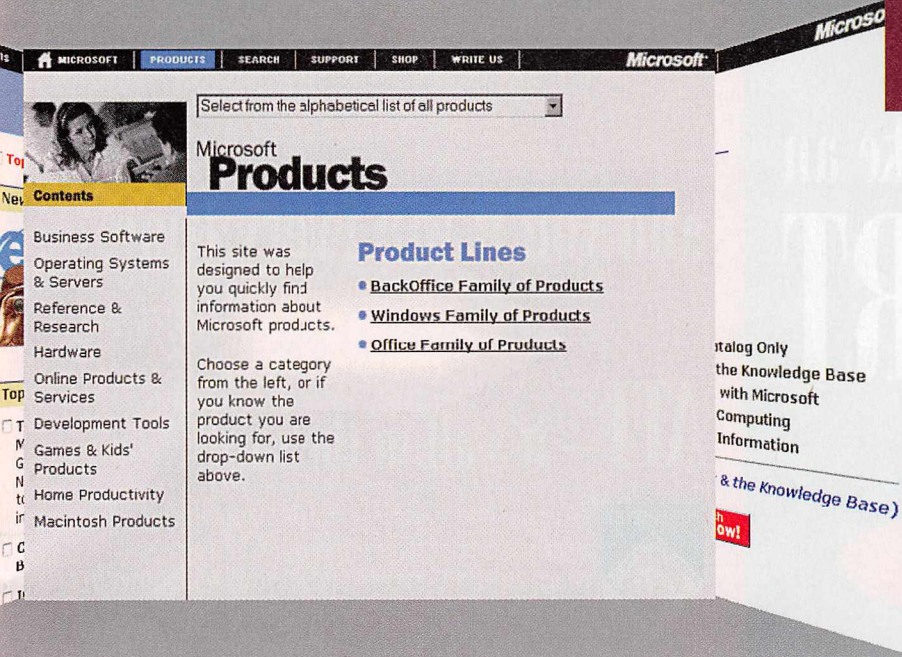 MICROSOFT PRODUCTS SEARCH SUPPORT SHOP WRITE US Microsoft
Select from the alphabetical list of all products
Microsoft
Products
Contents
Business Software
Operating Systems
& Servers
Reference &
Research
Hardware
Online Products &
Services
Development Tools
Games & Kids'
Products
Home Productivity
Macintosh Products
This site was
designed to help
you quickly find
information about
Microsoft products.
Choose a category
from the left, or if
you know the
product you are
looking for, use the
drop-down list
above.
Product Lines
BackOffice Family of Products
Windows Family of Products
Office Family of Products
Top
Only
the Knowledge Base
with Microsoft
Computing
Information
& the Knowledge Base)